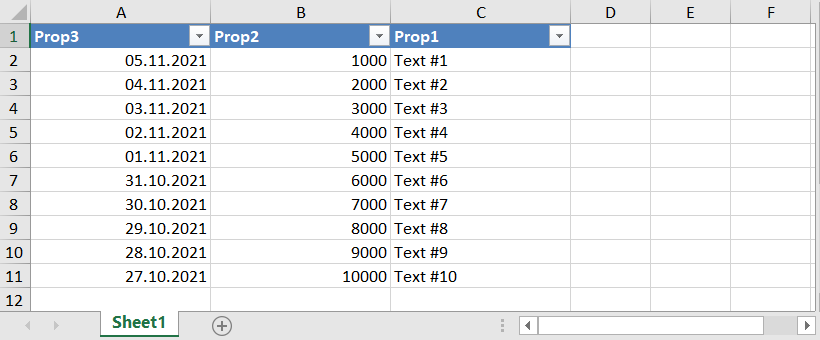 A B C D E F
1 Prop3 Prop2 Prop1
2 05.11.2021 1000 Text #1
3 04.11.2021 2000 Text #2
4 03.11.2021 3000 Text #3
5 02.11.2021 4000 Text #4
6 01.11.2021 5000 Text #5
7 31.10.2021 6000 Text #6
8 30.10.2021 7000 Text #7
9 29.10.2021 8000 Text #8
10 28.10.2021 9000 Text #9
11 27.10.2021 10000 Text #10
12
Sheet1